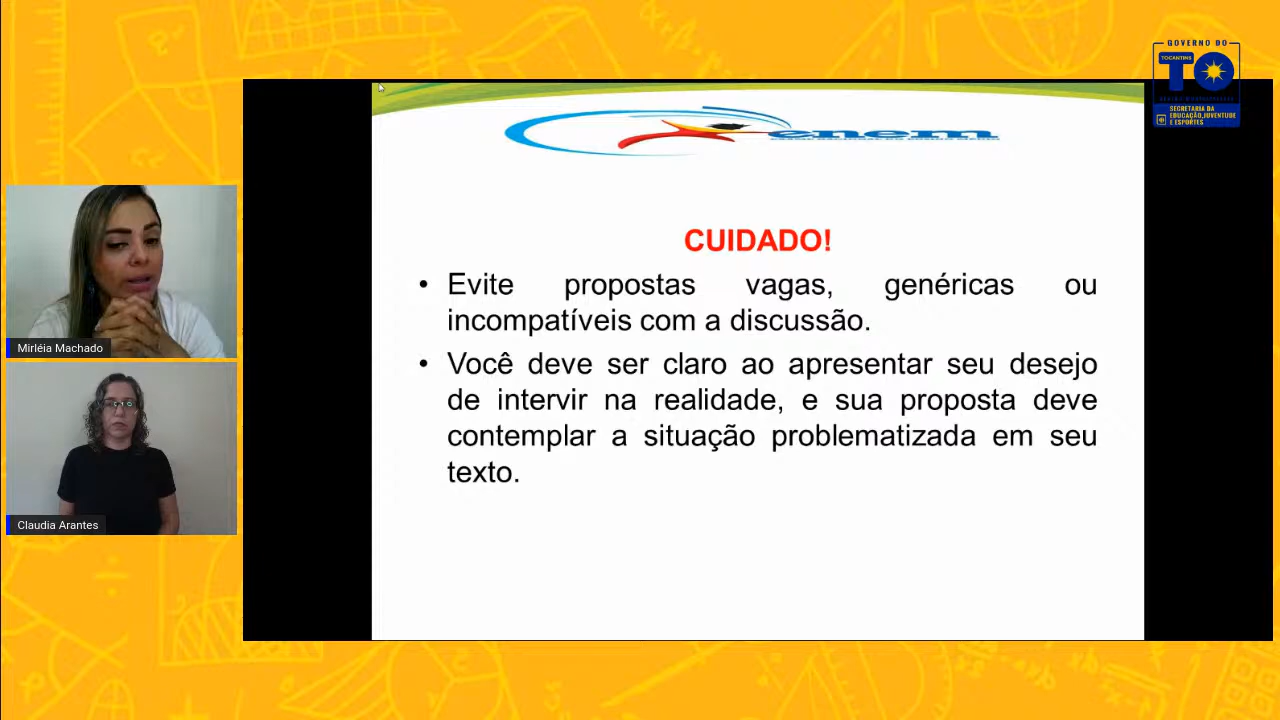 GOVERNO DO
TOCANTINS
TO
SECRETARIA DA
EDUCAÇÃO, JUVENTUDE
E ESPORTES
enem
CUIDADO!
• Evite propostas vagas, genéricas ou
incompatíveis com a discussão.
• Você deve ser claro ao apresentar seu desejo
de intervir na realidade, e sua proposta deve
contemplar a situação problematizada em seu
texto.
Mirléia Machado
Claudia Arantes